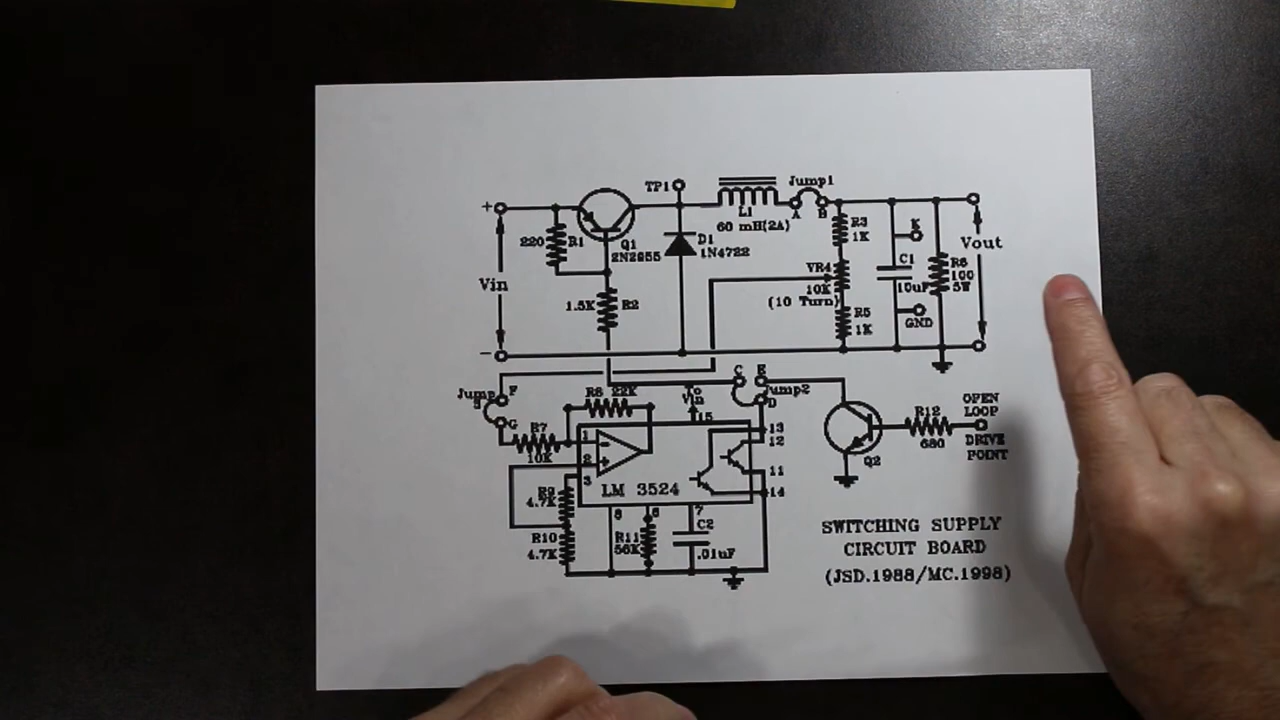 TP1
Jump1
+
L1
A B
60 mH(2A)
220 R1
Q1
2N2955
D1
1N4722
R3
1K
K
Vout
Vin
1.5K R2
VR4
10K
(10 Turn)
C1
10uF
R6
100
5W
R5
1K
GND
-
Jump
F
R8 22K
To
Vin
15
C E
Jump2
D
G
R7
10K
1
2
3
13
12
11
14
LM 3524
R9
4.7K
R10
4.7K
8
6
7
R11
56K
C2
.01uF
Q2
R12
680
OPEN
LOOP
DRIVE
POINT
SWITCHING SUPPLY
CIRCUIT BOARD
(JSD.1988/MC.1998)